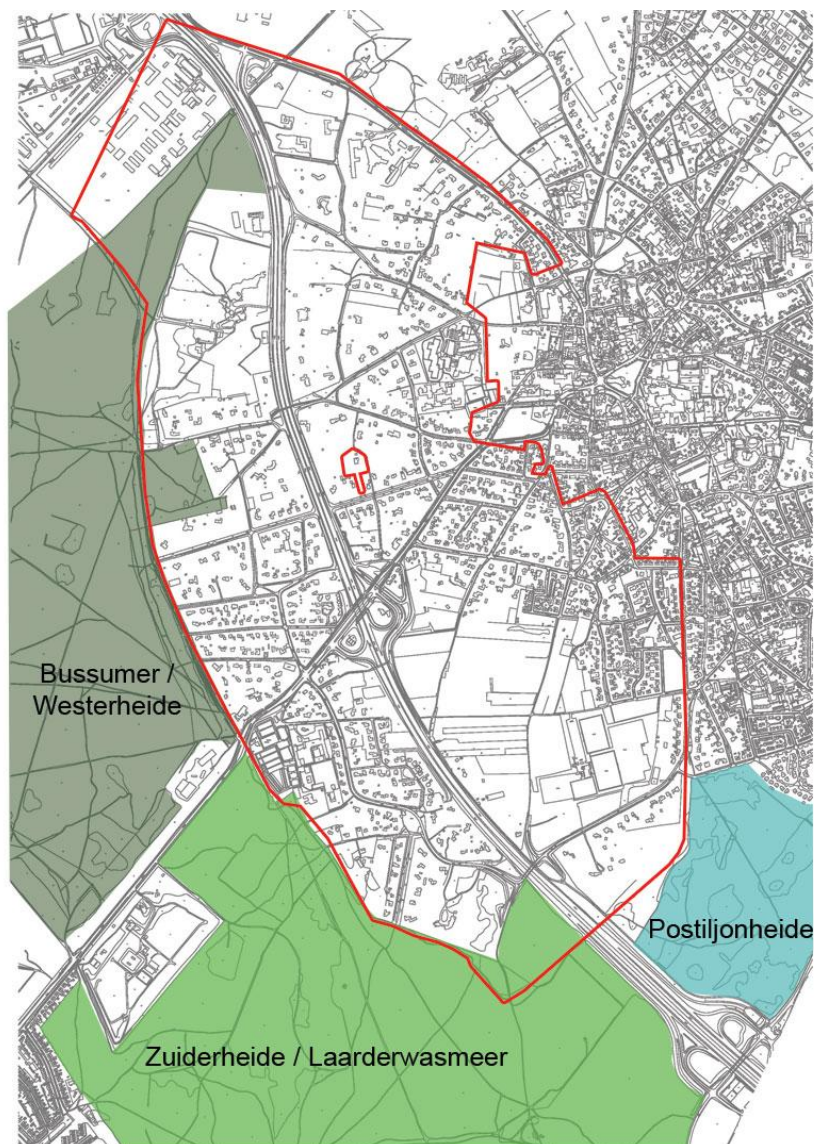 Bussumer /
Westerheide
Postiljonheide
Zuiderheide / Laarderwasmeer